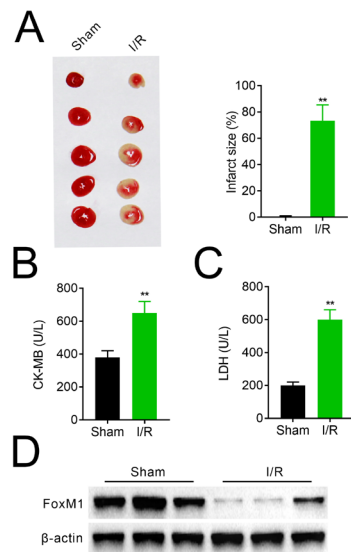 A
Sham
I/R
Infarct size (%)
100
80
60
40
20
0
**
Sham
I/R
B
CK-MB (U/L)
800
600
400
200
0
**
Sham
I/R
C
LDH (U/L)
800
600
400
200
0
**
Sham
I/R
D
Sham
I/R
FoxM1
β-actin